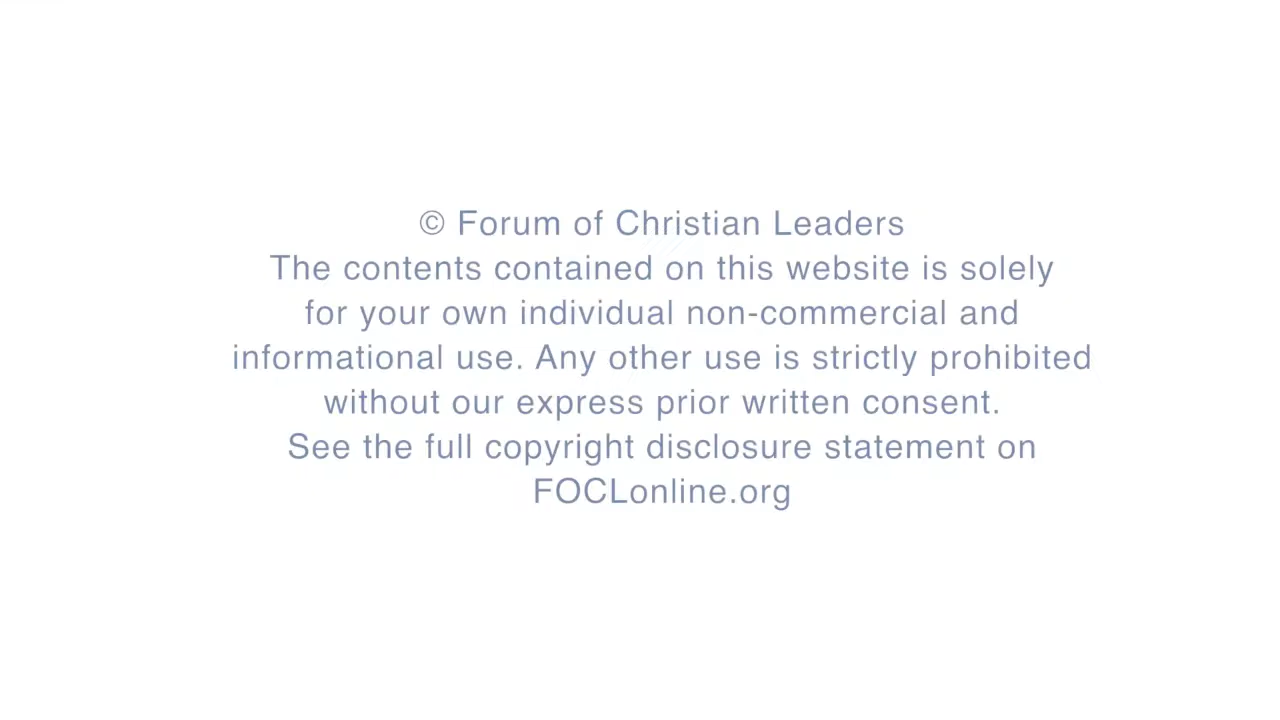 © Forum of Christian Leaders
The contents contained on this website is solely
for your own individual non-commercial and
informational use. Any other use is strictly prohibited
without our express prior written consent.
See the full copyright disclosure statement on
FOCLonline.org